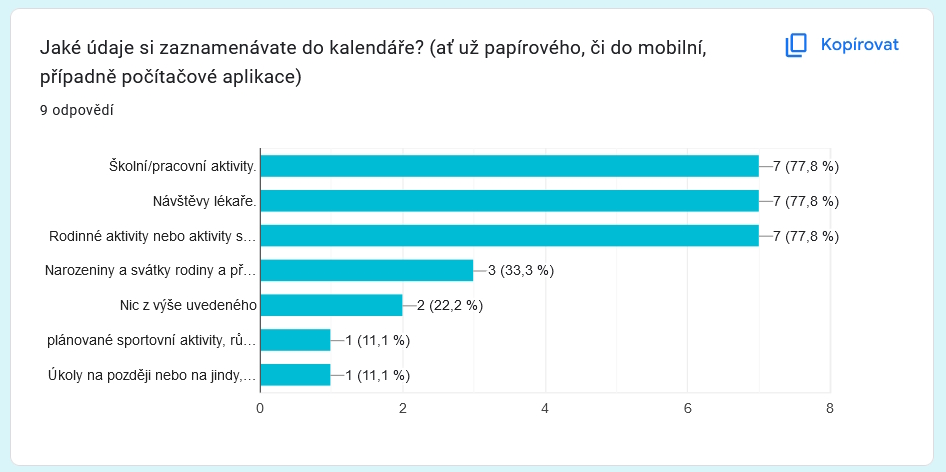 Jaké údaje si zaznamenávate do kalendáře? (ať už papírového, či do mobilní,
případně počítačové aplikace)
Kopírovat
9 odpovědí
Školní/pracovní aktivity. 7 (77,8 %)
Návštěvy lékaře. 7 (77,8 %)
Rodinné aktivity nebo aktivity s… 7 (77,8 %)
Narozeniny a svátky rodiny a př… 3 (33,3 %)
Nic z výše uvedeného 2 (22,2 %)
plánované sportovní aktivity, rů… 1 (11,1 %)
Úkoly na později nebo na jindy,… 1 (11,1 %)
0 2 4 6 8